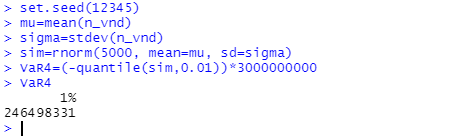 > set.seed(12345)
> mu=mean(n_vnd)
> sigma=stdev(n_vnd)
> sim=rnorm(5000, mean=mu, sd=sigma)
> VaR4=(-quantile(sim,0.01))*3000000000
> VaR4
1%
246498331
>